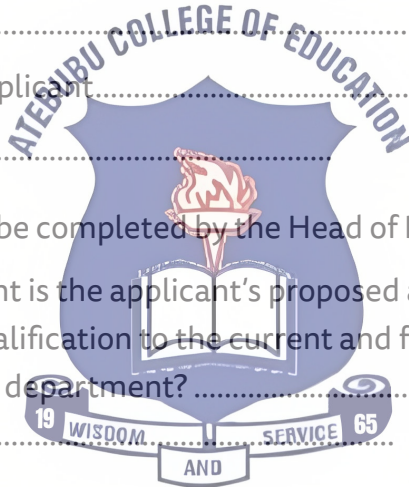 ATEBUBU COLLEGE OF EDUCATION
plicant
be completed by the Head of
nt is the applicant's proposed
alification to the current and f
department?
19 WISDOM SERVICE 65
AND